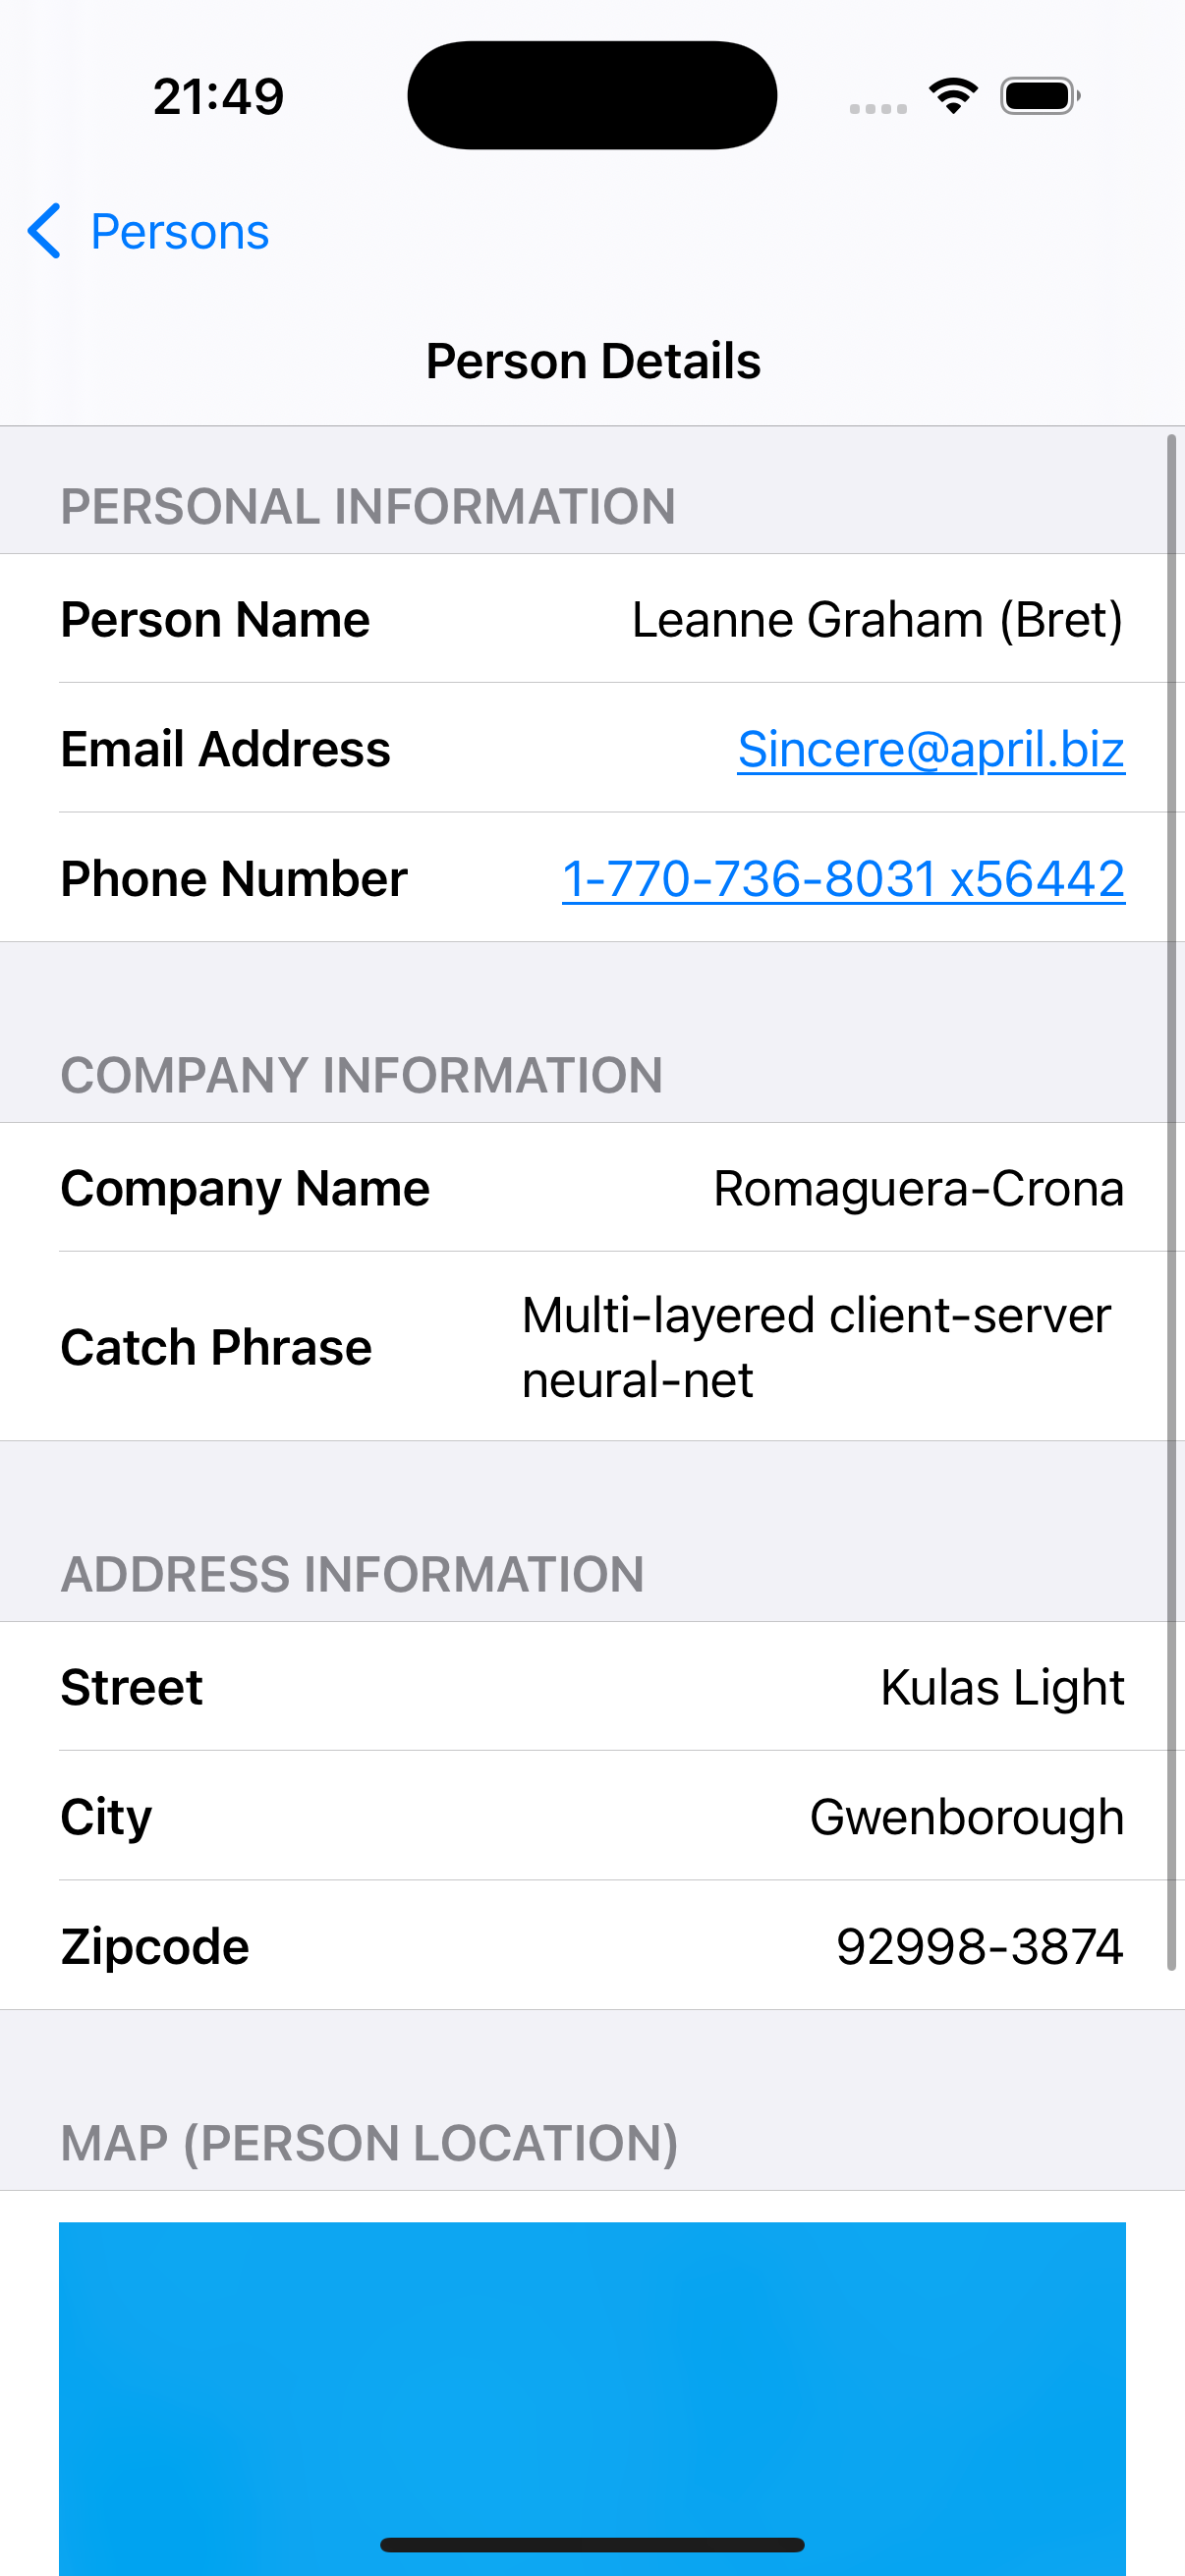 21:49
Persons
Person Details
PERSONAL INFORMATION
Person Name Leanne Graham (Bret)
Email Address Sincere@april.biz
Phone Number 1-770-736-8031 x56442
COMPANY INFORMATION
Company Name Romaguera-Crona
Catch Phrase Multi-layered client-server
neural-net
ADDRESS INFORMATION
Street Kulas Light
City Gwenborough
Zipcode 92998-3874
MAP (PERSON LOCATION)